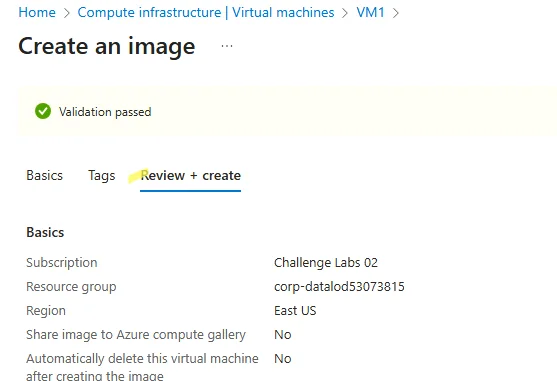 Home > Compute infrastructure | Virtual machines > VM1 >
Create an image ...
Validation passed
Basics Tags Review + create
Basics
Subscription Challenge Labs 02
Resource group corp-datalod53073815
Region East US
Share image to Azure compute gallery No
Automatically delete this virtual machine No
after creating the image